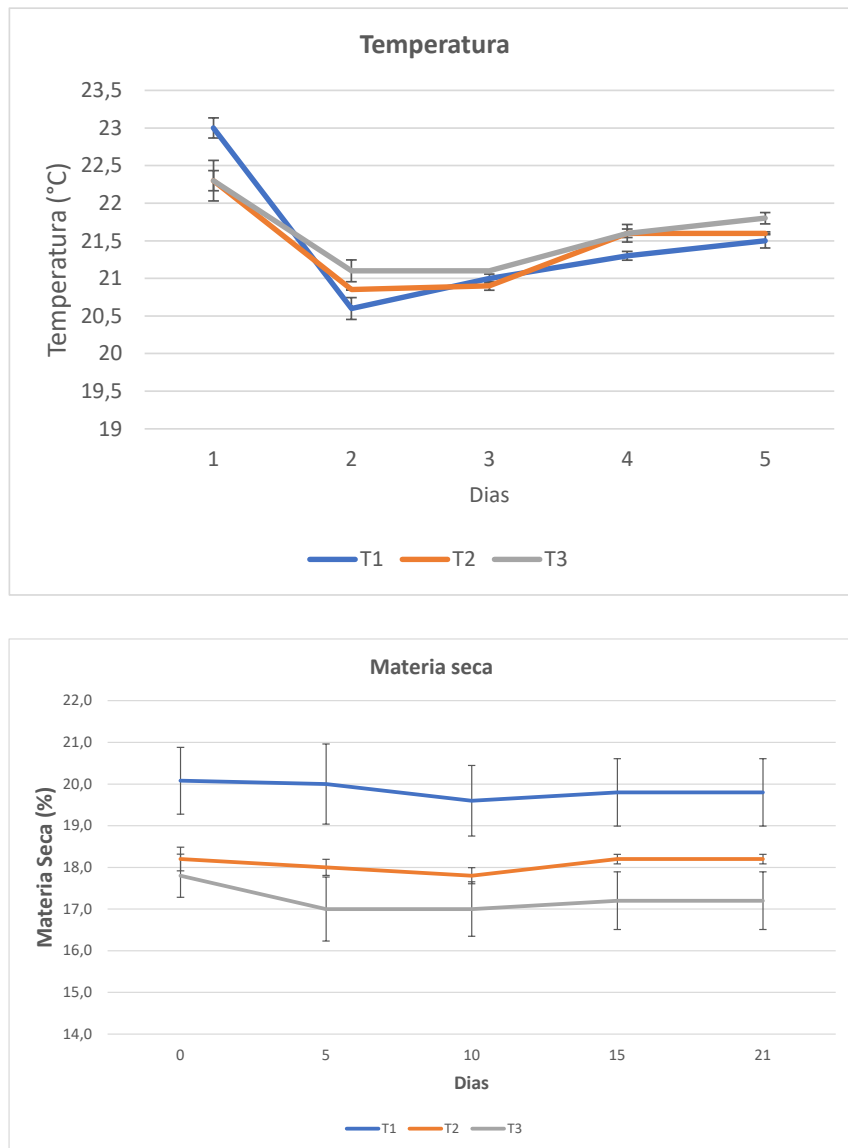 Temperatura
23,5
23
22,5
22
21,5
21
20,5
20
19,5
19
Temperatura (°C)
1 2 3 4 5
Dias
T1 T2 T3
Materia seca
22,0
21,0
20,0
19,0
18,0
17,0
16,0
15,0
14,0
Materia Seca (%)
0 5 10 15 21
Dias
T1 T2 T3